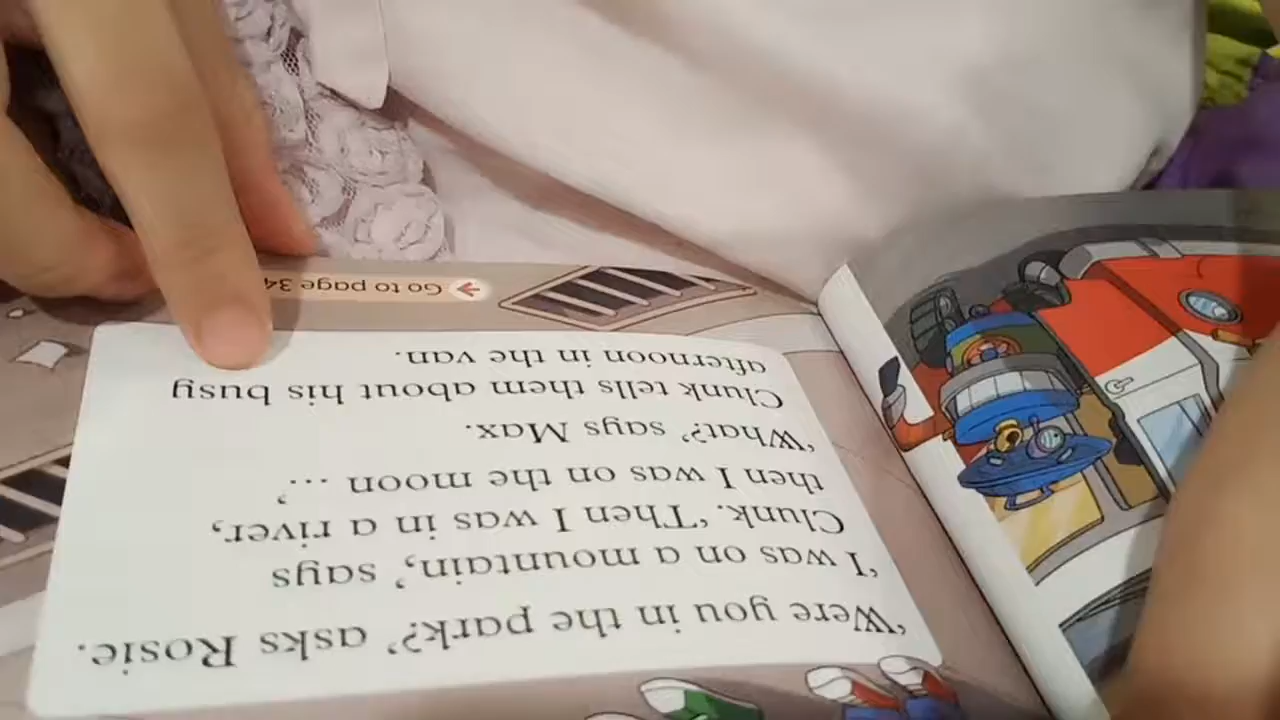 'Were you in the park?' asks Rosie.
'I was on a mountain,' says
Clunk. 'Then I was in a river,
then I was on the moon ...'
'What?' says Max.
Clunk tells them about his busy
afternoon in the van.
Go to page 34